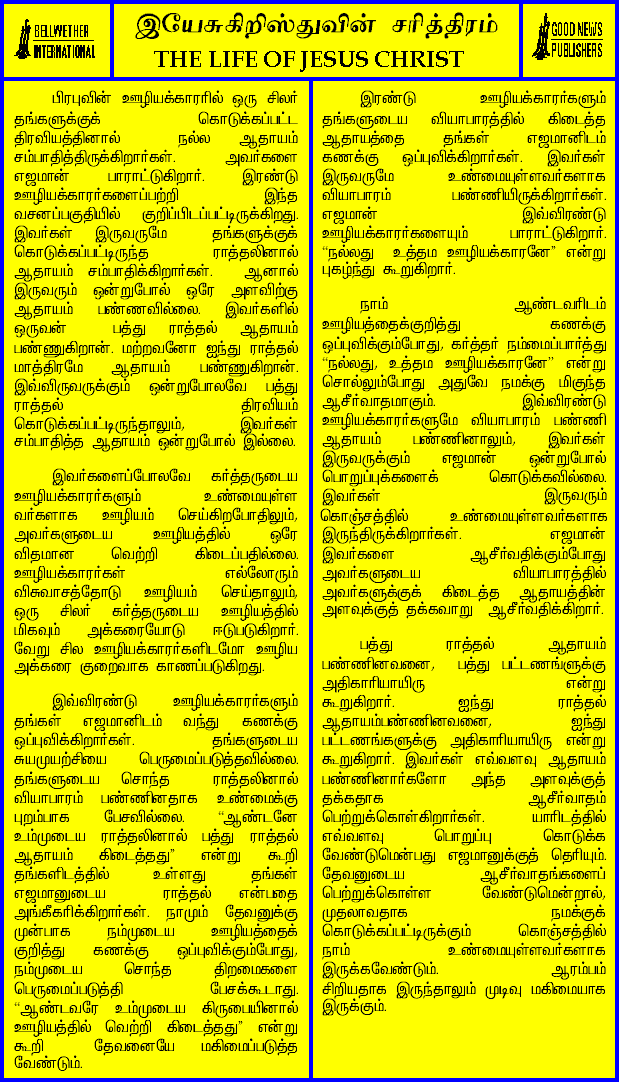 BELLWETHER
INTERNATIONAL
இயேசுகிறிஸ்துவின் சரித்திரம்
THE LIFE OF JESUS CHRIST
GOOD NEWS
PUBLISHERS
பிரபுவின் ஊழியக்காரரில் ஒரு சிலர்
தங்களுக்குக் கொடுக்கப்பட்ட
திரவியத்தினால் நல்ல ஆதாயம்
சம்பாதித்திருக்கிறார்கள். அவர்களை
எஜமான் பாராட்டுகிறார். இரண்டு
ஊழியக்காரர்களைப்பற்றி இந்த
வசனப்பகுதியில் குறிப்பிடப்பட்டிருக்கிறது.
இவர்கள் இருவருமே தங்களுக்குக்
கொடுக்கப்பட்டிருந்த ராத்தலினால்
ஆதாயம் சம்பாதிக்கிறார்கள். ஆனால்
இருவரும் ஒன்றுபோல் ஒரே அளவிற்கு
ஆதாயம் பண்ணவில்லை. இவர்களில்
ஒருவன் பத்து ராத்தல் ஆதாயம்
பண்ணுகிறான். மற்றவனோ ஐந்து ராத்தல்
மாத்திரமே ஆதாயம் பண்ணுகிறான்.
இவ்விருவருக்கும் ஒன்றுபோலவே பத்து
ராத்தல் திரவியம்
கொடுக்கப்பட்டிருந்தாலும், இவர்கள்
சம்பாதித்த ஆதாயம் ஒன்றுபோல் இல்லை.
இவர்களைப்போலவே கர்த்தருடைய
ஊழியக்காரர்களும் உண்மையுள்ள
வர்களாக ஊழியம் செய்கிறபோதிலும்,
அவர்களுடைய ஊழியத்தில் ஒரே
விதமான வெற்றி கிடைப்பதில்லை.
ஊழியக்காரர்கள் எல்லோரும்
விசுவாசத்தோடு ஊழியம் செய்தாலும்,
ஒரு சிலர் கர்த்தருடைய ஊழியத்தில்
மிகவும் அக்கரையோடு ஈடுபடுகிறார்.
வேறு சில ஊழியக்காரர்களிடமோ ஊழிய
அக்கரை குறைவாக காணப்படுகிறது.
இவ்விரண்டு ஊழியக்காரர்களும்
தங்கள் எஜமானிடம் வந்து கணக்கு
ஒப்புவிக்கிறார்கள். தங்களுடைய
சுயமுயற்சியை பெருமைப்படுத்தவில்லை.
தங்களுடைய சொந்த ராத்தலினால்
வியாபாரம் பண்ணினதாக உண்மைக்கு
புறம்பாக பேசவில்லை. “ஆண்டனே
உம்முடைய ராத்தலினால் பத்து ராத்தல்
ஆதாயம் கிடைத்தது” என்று கூறி
தங்களிடத்தில் உள்ளது தங்கள்
எஜமானுடைய ராத்தல் என்பதை
அங்கீகரிக்கிறார்கள். நாமும் தேவனுக்கு
முன்பாக நம்முடைய ஊழியத்தைக்
குறித்து கணக்கு ஒப்புவிக்கும்போது,
நம்முடைய சொந்த திறமைகளை
பெருமைப்படுத்தி பேசக்கூடாது.
“ஆண்டவரே உம்முடைய கிருபையினால்
ஊழியத்தில் வெற்றி கிடைத்தது” என்று
கூறி தேவனையே மகிமைப்படுத்த
வேண்டும்.
இரண்டு ஊழியக்காரர்களும்
தங்களுடைய வியாபாரத்தில் கிடைத்த
ஆதாயத்தை தங்கள் எஜமானிடம்
கணக்கு ஒப்புவிக்கிறார்கள். இவர்கள்
இருவருமே உண்மையுள்ளவர்களாக
வியாபாரம் பண்ணியிருக்கிறார்கள்.
எஜமான் இவ்விரண்டு
ஊழியக்காரர்களையும் பாராட்டுகிறார்.
“நல்லது உத்தம ஊழியக்காரனே” என்று
புகழ்ந்து கூறுகிறார்.
நாம் ஆண்டவரிடம்
ஊழியத்தைக்குறித்து கணக்கு
ஒப்புவிக்கும்போது, கர்த்தர் நம்மைப்பார்த்து
“நல்லது, உத்தம ஊழியக்காரனே” என்று
சொல்லும்போது அதுவே நமக்கு மிகுந்த
ஆசீர்வாதமாகும். இவ்விரண்டு
ஊழியக்காரர்களுமே வியாபாரம் பண்ணி
ஆதாயம் பண்ணினாலும், இவர்கள்
இருவருக்கும் எஜமான் ஒன்றுபோல்
பொறுப்புக்களைக் கொடுக்கவில்லை.
இவர்கள் இருவரும்
கொஞ்சத்தில் உண்மையுள்ளவர்களாக
இருந்திருக்கிறார்கள். எஜமான்
இவர்களை ஆசீர்வதிக்கும்போது
அவர்களுடைய வியாபாரத்தில்
அவர்களுக்குக் கிடைத்த ஆதாயத்தின்
அளவுக்குத் தக்கவாறு ஆசீர்வதிக்கிறார்.
பத்து ராத்தல் ஆதாயம்
பண்ணினவனை, பத்து பட்டணங்ளுக்கு
அதிகாரியாயிரு என்று
கூறுகிறார். ஐந்து ராத்தல்
ஆதாயம்பண்ணினவனை, ஐந்து
பட்டணங்களுக்கு அதிகாரியாயிரு என்று
கூறுகிறார். இவர்கள் எவ்வளவு ஆதாயம்
பண்ணினார்களோ அந்த அளவுக்குத்
தக்கதாக ஆசீர்வாதம்
பெற்றுக்கொள்கிறார்கள். யாரிடத்தில்
எவ்வளவு பொறுப்பு கொடுக்க
வேண்டுமென்பது எஜமானுக்குத் தெரியும்.
தேவனுடைய ஆசீர்வாதங்களைப்
பெற்றுக்கொள்ள வேண்டுமென்றால்,
முதலாவதாக நமக்குக்
கொடுக்கப்பட்டிருக்கும் கொஞ்சத்தில்
நாம் உண்மையுள்ளவர்களாக
இருக்கவேண்டும். ஆரம்பம்
சிறியதாக இருந்தாலும் முடிவு மகிமையாக
இருக்கும்.